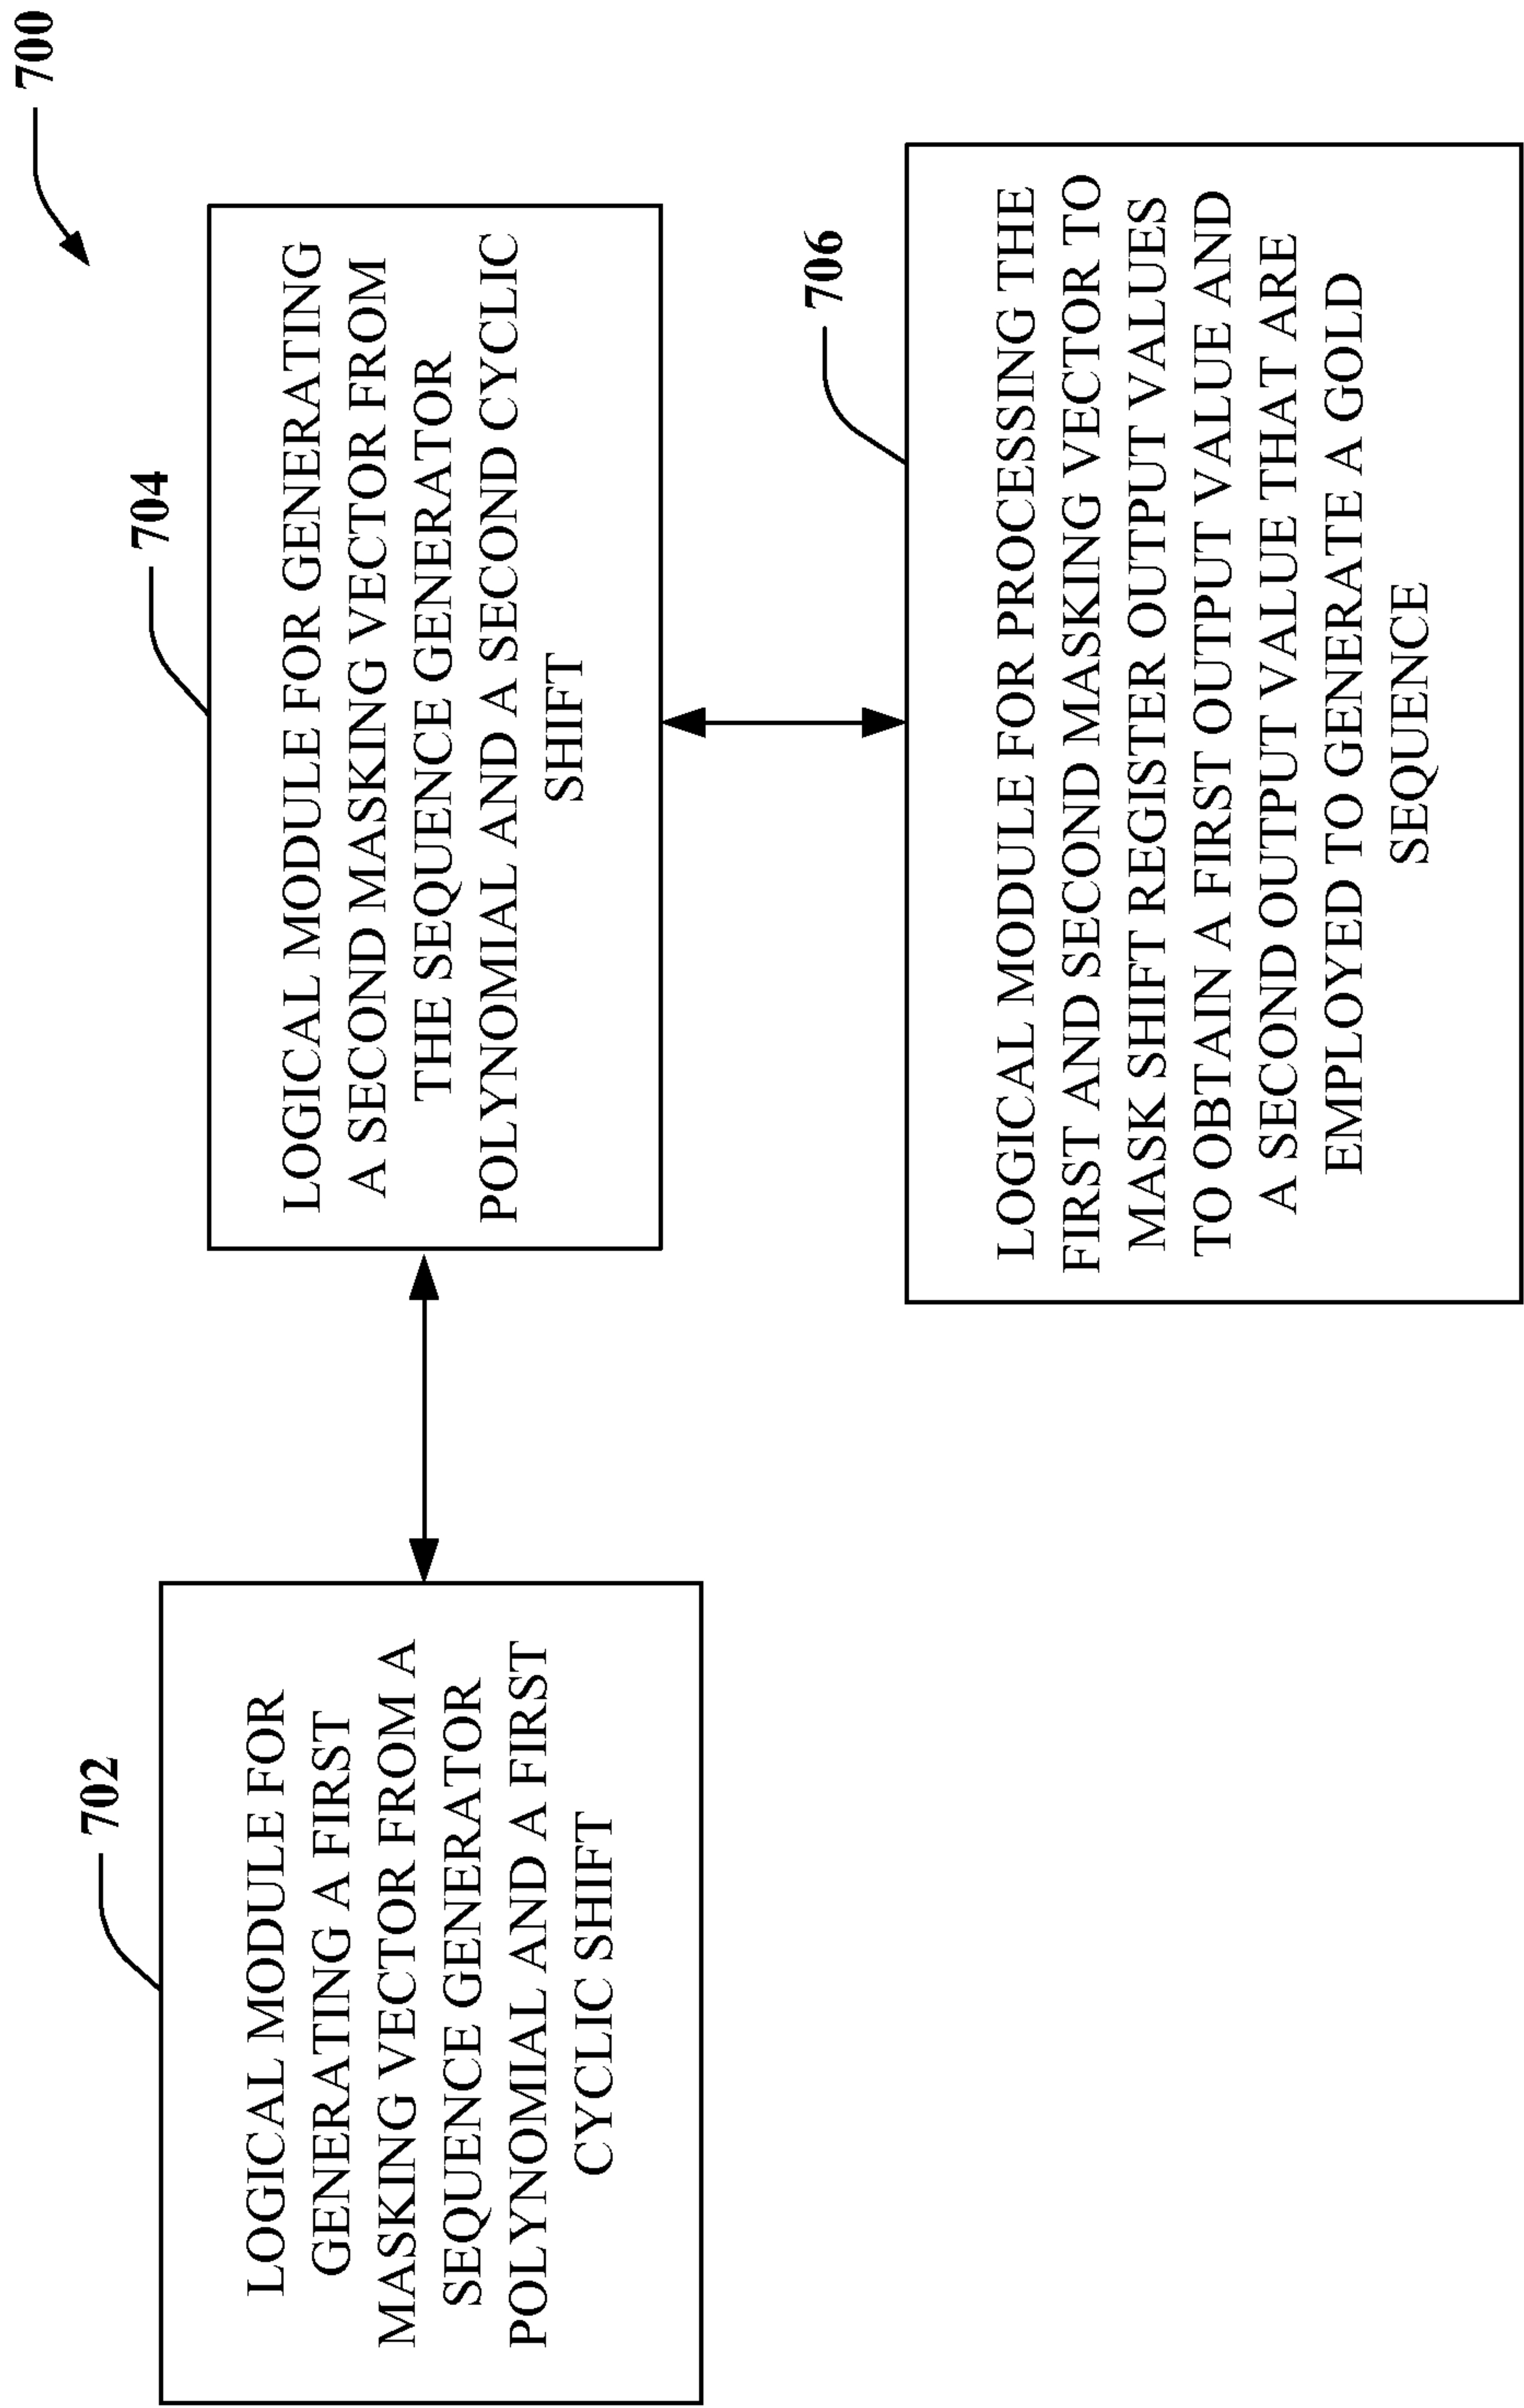 700
702
LOGICAL MODULE FOR
GENERATING A FIRST
MASKING VECTOR FROM A
SEQUENCE GENERATOR
POLYNOMIAL AND A FIRST
CYCLIC SHIFT
704
LOGICAL MODULE FOR GENERATING
A SECOND MASKING VECTOR FROM
THE SEQUENCE GENERATOR
POLYNOMIAL AND A SECOND CYCLIC
SHIFT
706
LOGICAL MODULE FOR PROCESSING THE
FIRST AND SECOND MASKING VECTOR TO
MASK SHIFT REGISTER OUTPUT VALUES
TO OBTAIN A FIRST OUTPUT VALUE AND
A SECOND OUTPUT VALUE THAT ARE
EMPLOYED TO GENERATE A GOLD
SEQUENCE